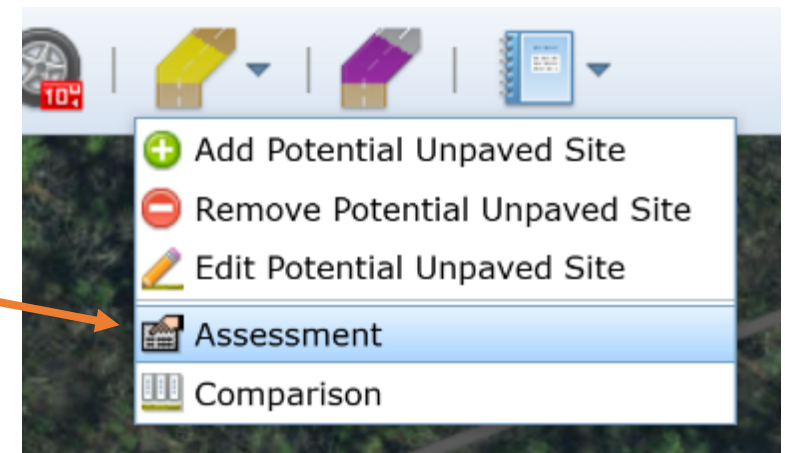 Add Potential Unpaved Site
Remove Potential Unpaved Site
Edit Potential Unpaved Site
Assessment
Comparison